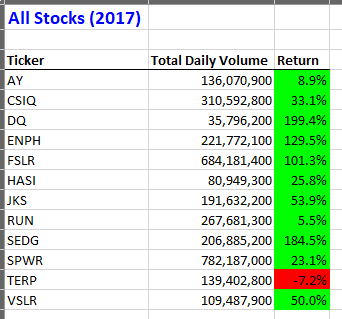 All Stocks (2017)
Ticker Total Daily Volume Return
AY 136,070,900 8.9%
CSIQ 310,592,800 33.1%
DQ 35,796,200 199.4%
ENPH 221,772,100 129.5%
FSLR 684,181,400 101.3%
HASI 80,949,300 25.8%
JKS 191,632,200 53.9%
RUN 267,681,300 5.5%
SEDG 206,885,200 184.5%
SPWR 782,187,000 23.1%
TERP 139,402,800 -7.2%
VSLR 109,487,900 50.0%